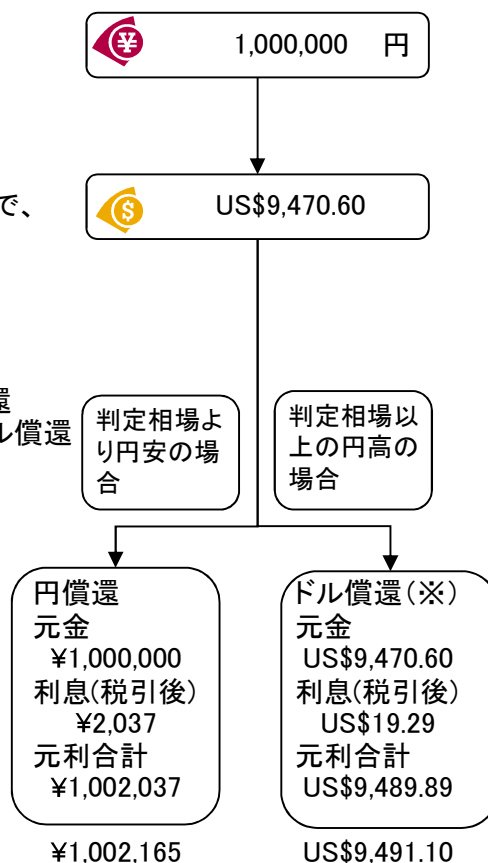 1,000,000 円
で、
US$9,470.60
還
ル償還
判定相場よ
り円安の場
合
判定相場以
上の円高の
場合
円償還
元金
¥1,000,000
利息(税引後)
¥2,037
元利合計
¥1,002,037
ドル償還(※)
元金
US$9,470.60
利息(税引後)
US$19.29
元利合計
US$9,489.89
¥1,002,165
US$9,491.10